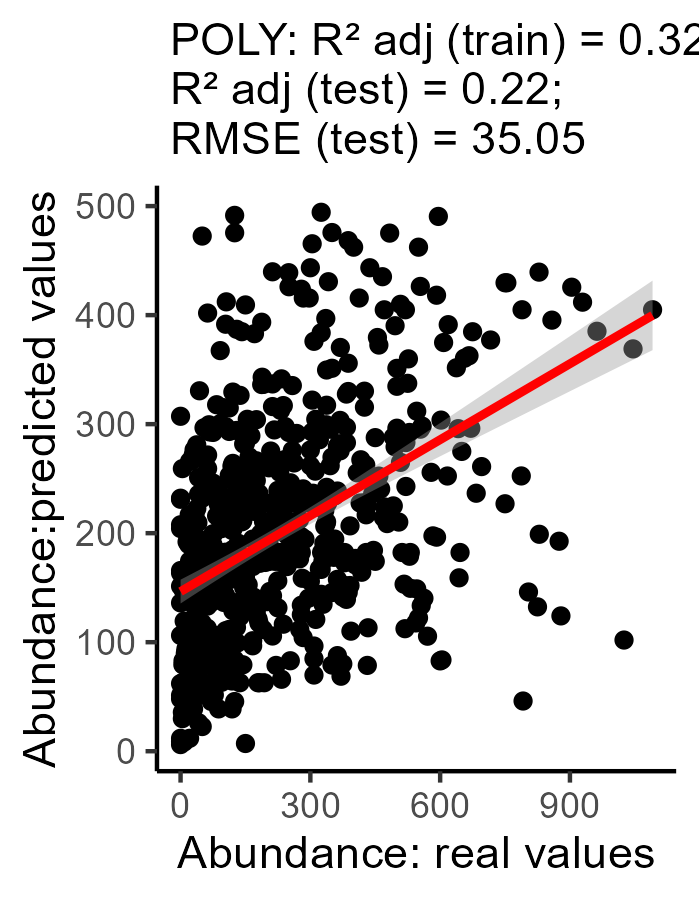 POLY: R² adj (train) = 0.32
R² adj (test) = 0.22;
RMSE (test) = 35.05
Abundance:predicted values
500
400
300
200
100
0
0 300 600 900
Abundance: real values